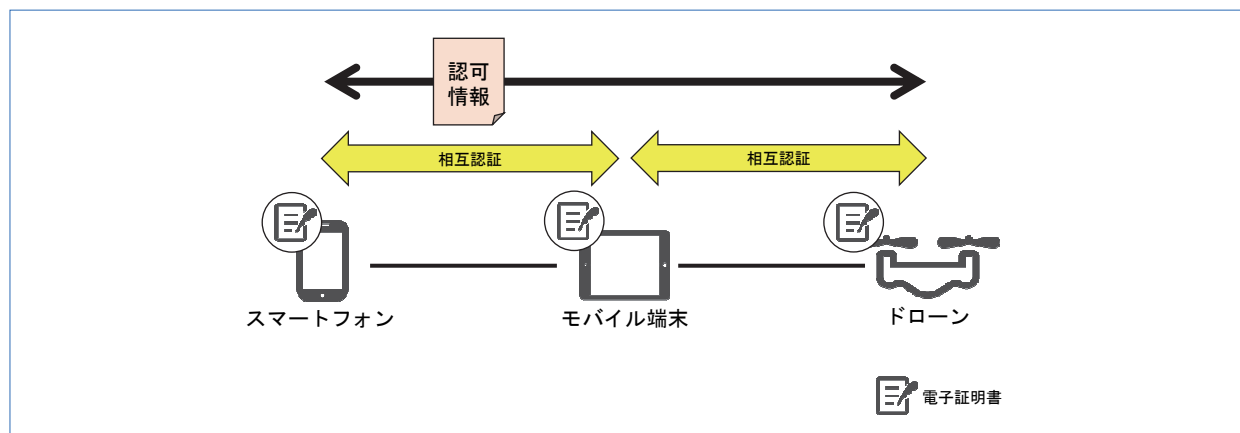 認可
情報
相互認証
相互認証
スマートフォン
モバイル端末
ドローン
電子証明書